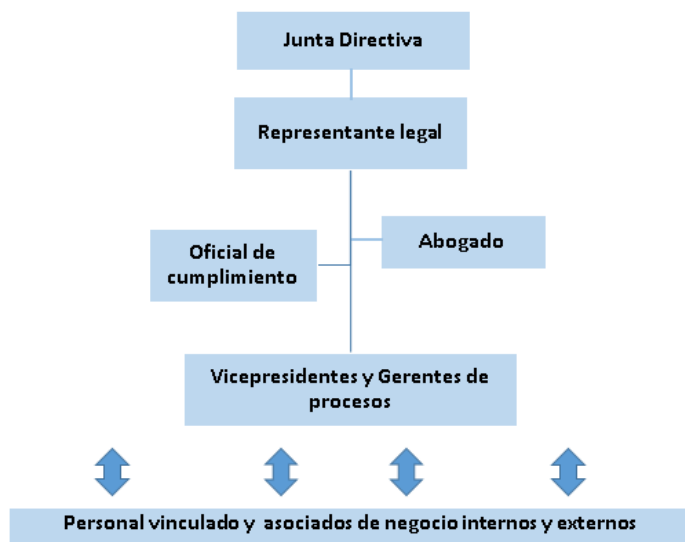 Junta Directiva
Representante legal
Abogado
Oficial de
cumplimiento
Vicepresidentes y Gerentes de
procesos
Personal vinculado y asociados de negocio internos y externos